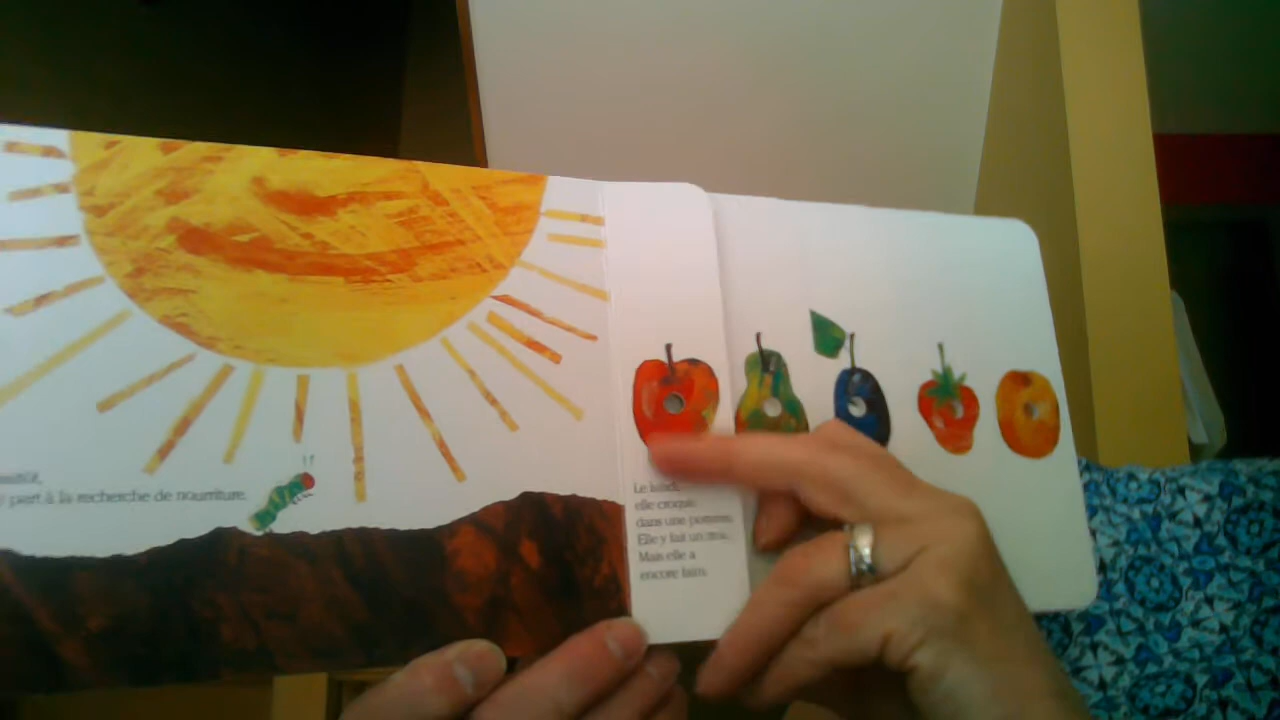 part à la recherche de nourriture.
Le lundi,
elle croque
dans une pomme.
Elle y fait un trou.
Mais elle a
encore faim.